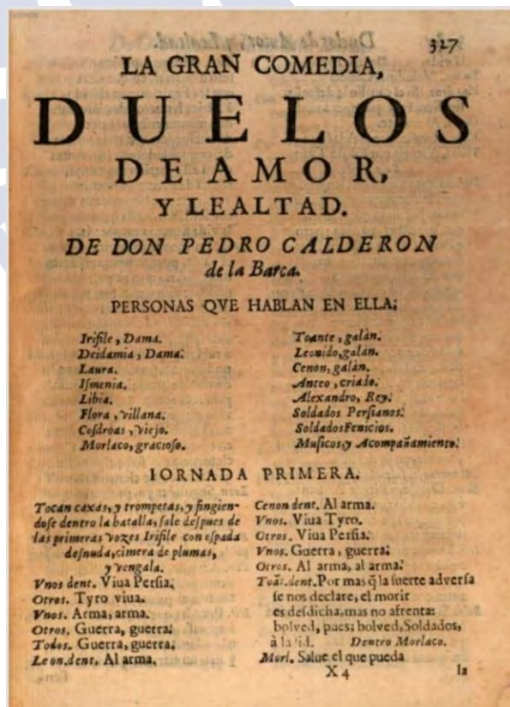 327
LA GRAN COMEDIA,
DUELOS
DE AMOR,
Y LEALTAD.
DE DON PEDRO CALDERON
de la Barca.
PERSONAS QVE HABLAN EN ELLA;
Irifile, Dama.
Deidamia, Dama.
Laura.
Ismenia.
Libia.
Flora, villana.
Cosdroas, viejo.
Morlaco, gracioso.
Toante, galàn.
Leonido, galàn.
Cenon, galàn.
Anteo, criado.
Alexandro, Rey.
Soldados Persianos.
Soldados Fenicios.
Musicos, y Acompañamiento.
IORNADA PRIMERA.
Tocan caxas, y trompetas, y fingien-
dose dentro la batalla, sale despues de
las primeras vozes Irifile con espada
desnuda, cimera de plumas,
y vengala.
Vnos dent. Viua Persia.
Otros. Tyro viua.
Vnos. Arma, arma.
Otros. Guerra, guerra.
Todos. Guerra, guerra.
Leon.dent. Al arma.
Cenon dent. Al arma.
Vnos. Viua Tyro.
Otros. Viua Persia.
Vnos. Guerra, guerra.
Otros. Al arma, al arma.
Toãt.dent. Por mas q̃ la suerte adversa
se nos declare, el morir
es desdicha, mas no afrenta:
bolved, pues; bolved, Soldados,
à la lid. Dentro Morlaco.
Morl. Salue el que pueda
X 4
la